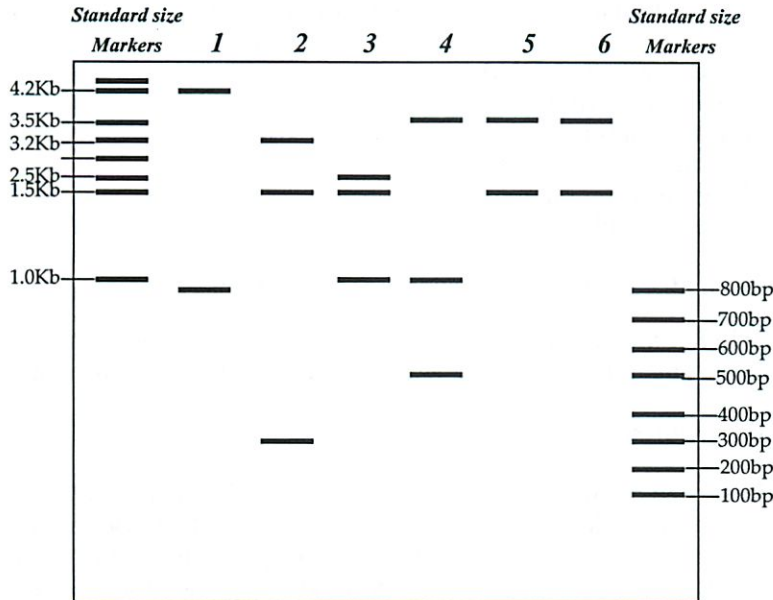 Standard size
Markers
1
2
3
4
5
6
Standard size
Markers
4.2Kb
3.5Kb
3.2Kb
2.5Kb
1.5Kb
1.0Kb
800bp
700bp
600bp
500bp
400bp
300bp
200bp
100bp